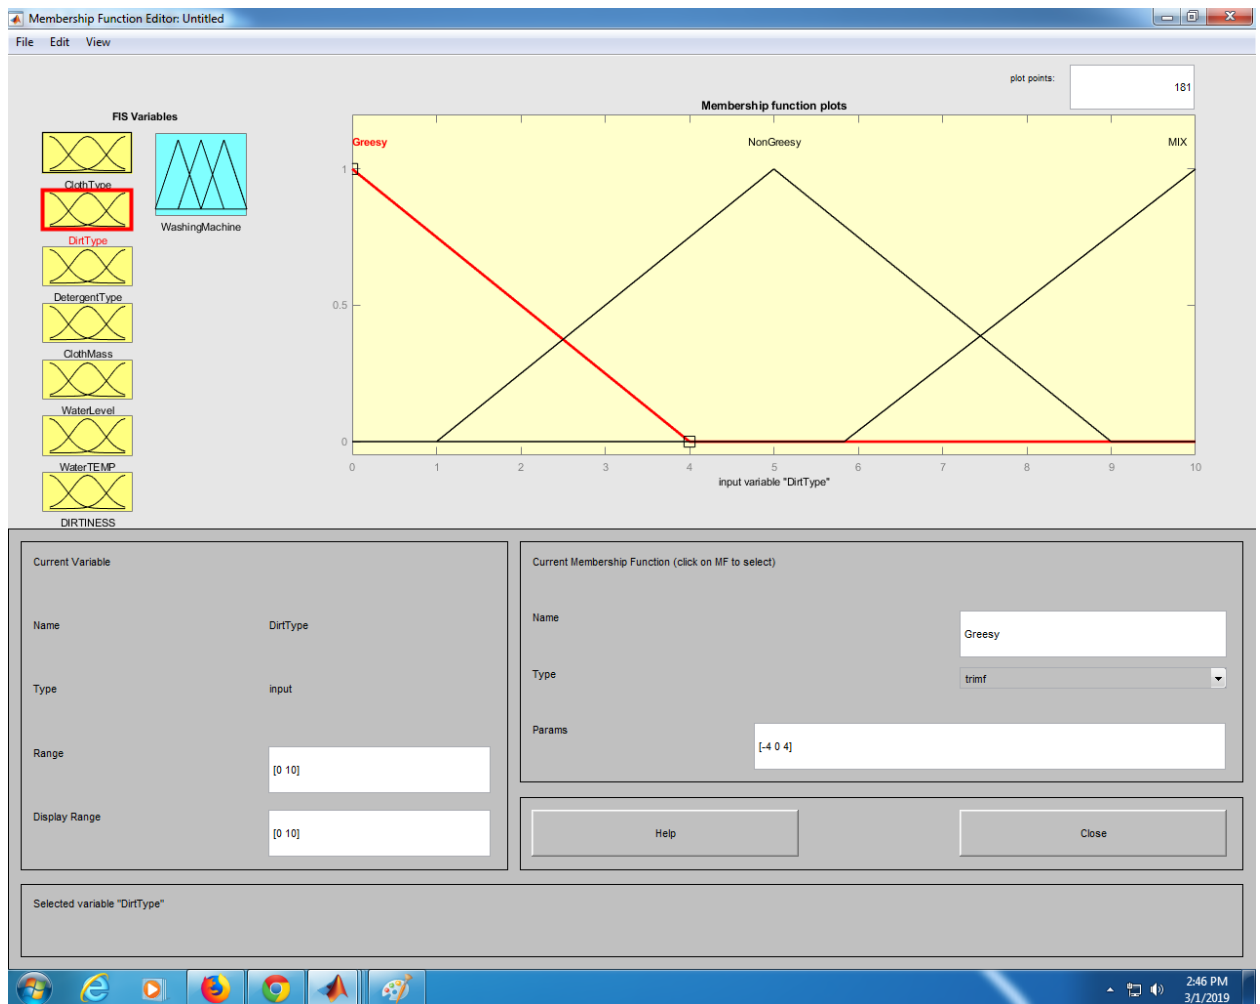 Membership Function Editor: Untitled
File Edit View
plot points:
181
FIS Variables
Membership function plots
ClothType
DirtType
DetergentType
ClothMass
WaterLevel
WaterTEMP
DIRTINESS
WashingMachine
Greesy NonGreesy MIX
1
0.5
0
0 1 2 3 4 5 6 7 8 9 10
input variable "DirtType"
Current Variable
Name DirtType
Type input
Range [0 10]
Display Range [0 10]
Current Membership Function (click on MF to select)
Name Greesy
Type trimf
Params [-4 0 4]
Help Close
Selected variable "DirtType"
2:46 PM
3/1/2019